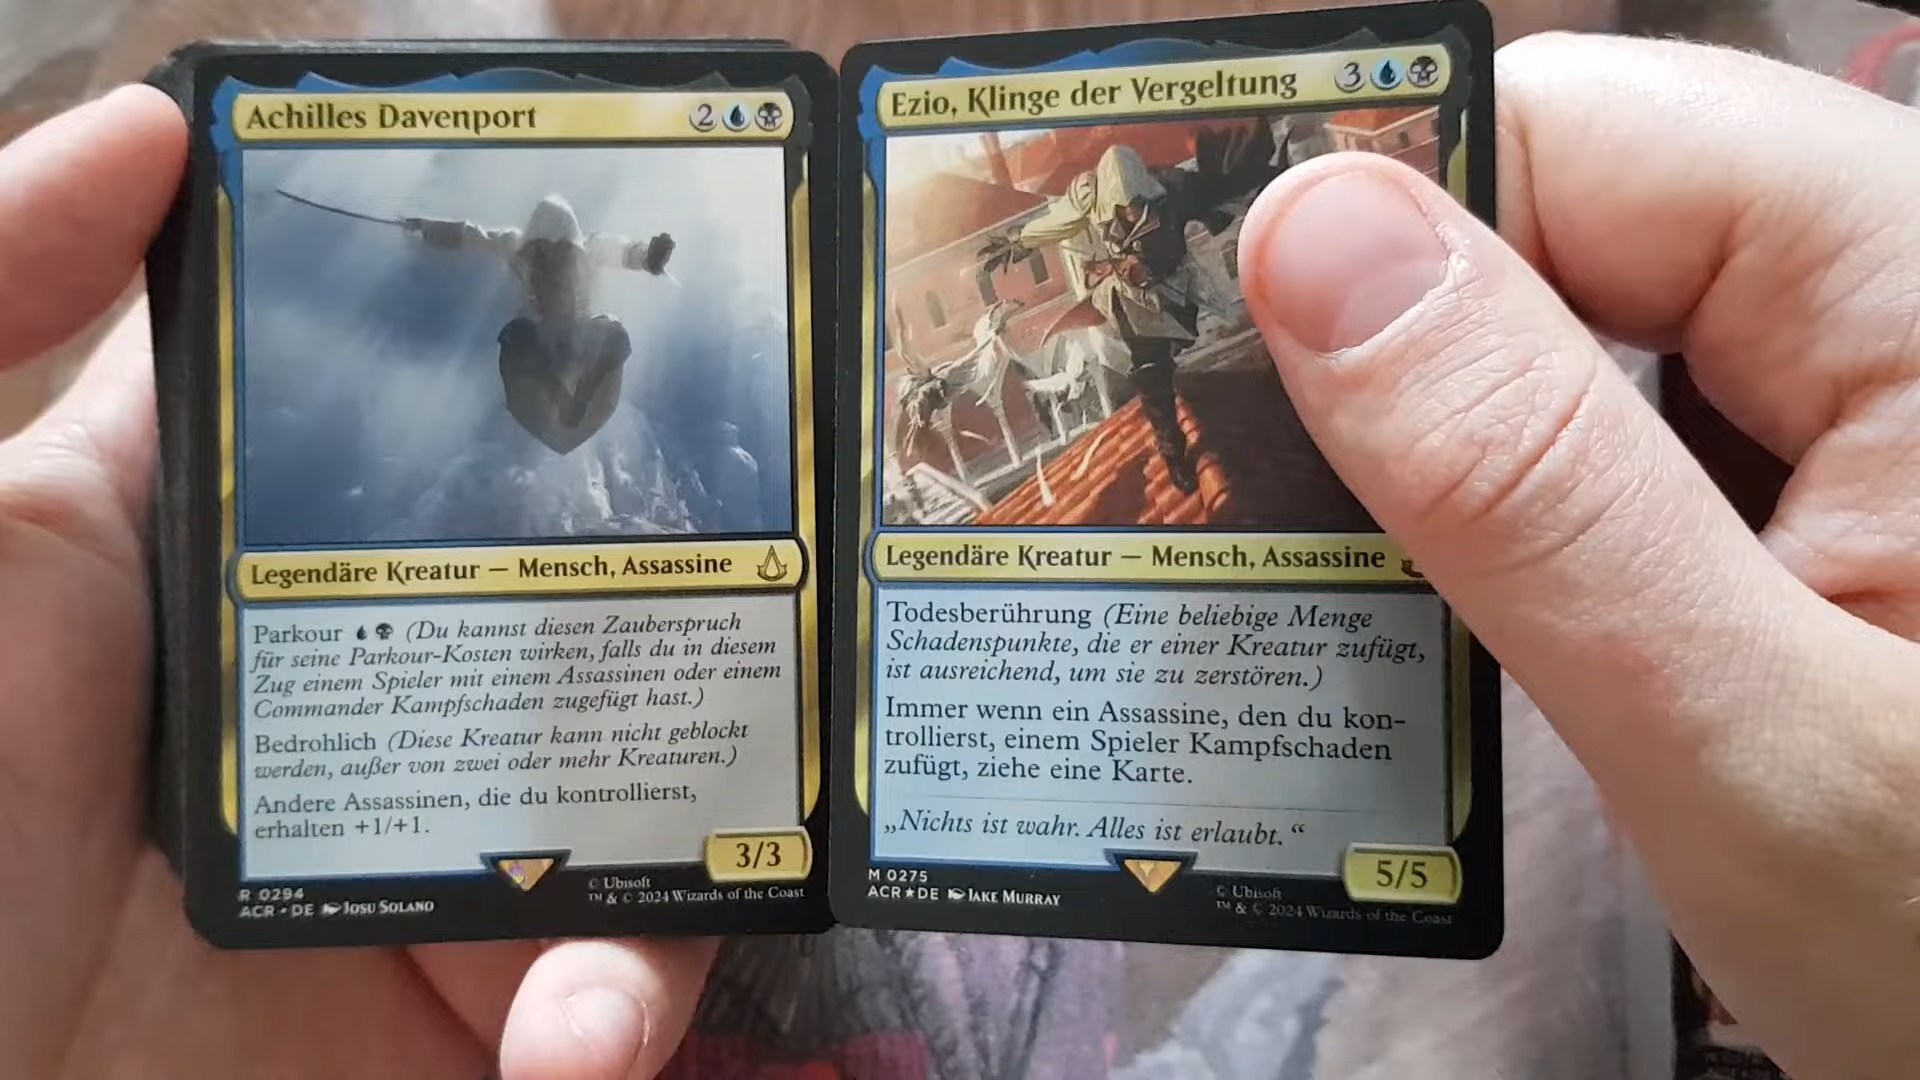 Achilles Davenport 2
Legendäre Kreatur — Mensch, Assassine
Parkour (Du kannst diesen Zauberspruch
für seine Parkour-Kosten wirken, falls du in diesem
Zug einem Spieler mit einem Assassinen oder einem
Commander Kampfschaden zugefügt hast.)
Bedrohlich (Diese Kreatur kann nicht geblockt
werden, außer von zwei oder mehr Kreaturen.)
Andere Assassinen, die du kontrollierst,
erhalten +1/+1.
3/3
R 0294
ACR • DE Josu Solano
© Ubisoft
™ & © 2024 Wizards of the Coast
Ezio, Klinge der Vergeltung 3
Legendäre Kreatur — Mensch, Assassine
Todesberührung (Eine beliebige Menge
Schadenspunkte, die er einer Kreatur zufügt,
ist ausreichend, um sie zu zerstören.)
Immer wenn ein Assassine, den du kon-
trollierst, einem Spieler Kampfschaden
zufügt, ziehe eine Karte.
„Nichts ist wahr. Alles ist erlaubt.“
5/5
M 0275
ACR★DE Jake Murray
© Ubisoft
™ & © 2024 Wizards of the Coast